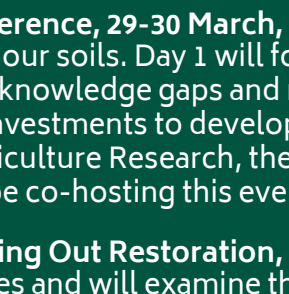 erence, 29-30 March,
our soils. Day 1 will fo
knowledge gaps and
nvestments to develop
iculture Research, the
be co-hosting this eve
ing Out Restoration,
es and will examine th